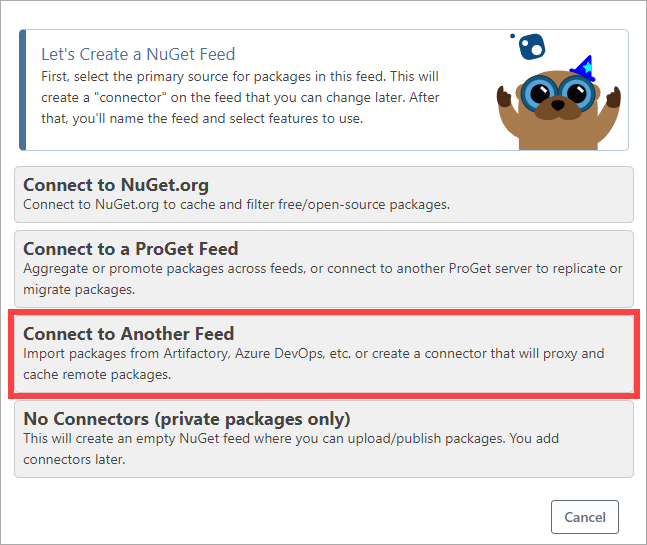 Let's Create a NuGet Feed
First, select the primary source for packages in this feed. This will
create a "connector" on the feed that you can change later. After
that, you'll name the feed and select features to use.
Connect to NuGet.org
Connect to NuGet.org to cache and filter free/open-source packages.
Connect to a ProGet Feed
Aggregate or promote packages across feeds, or connect to another ProGet server to replicate or
migrate packages.
Connect to Another Feed
Import packages from Artifactory, Azure DevOps, etc. or create a connector that will proxy and
cache remote packages.
No Connectors (private packages only)
This will create an empty NuGet feed where you can upload/publish packages. You add
connectors later.
Cancel